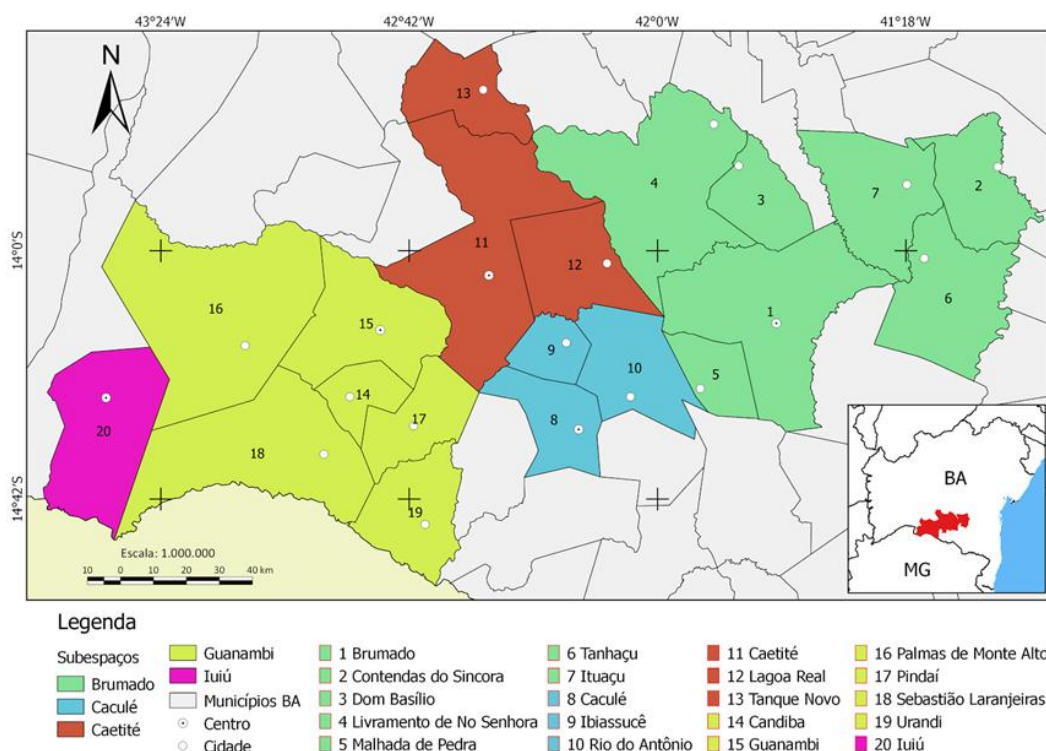 43°24'W 42°42'W 42°0'W 41°18'W
N
14°0'S
14°42'S
13
4
3
7
2
11
12
16
15
1
6
9
10
5
14
17
8
20
18
19
Escala: 1.000.000
10 0 10 20 30 40 km
BA
MG
Legenda
Subespaços
Brumado
Caculé
Caetité
Guanambi
Iuiú
Municípios BA
Centro
Cidade
1 Brumado
2 Contendas do Sincora
3 Dom Basílio
4 Livramento de No Senhora
5 Malhada de Pedra
6 Tanhaçu
7 Ituaçu
8 Caculé
9 Ibiassucê
10 Rio do Antônio
11 Caetité
12 Lagoa Real
13 Tanque Novo
14 Candiba
15 Guanambi
16 Palmas de Monte Alto
17 Pindaí
18 Sebastião Laranjeiras
19 Urandi
20 Iuiú